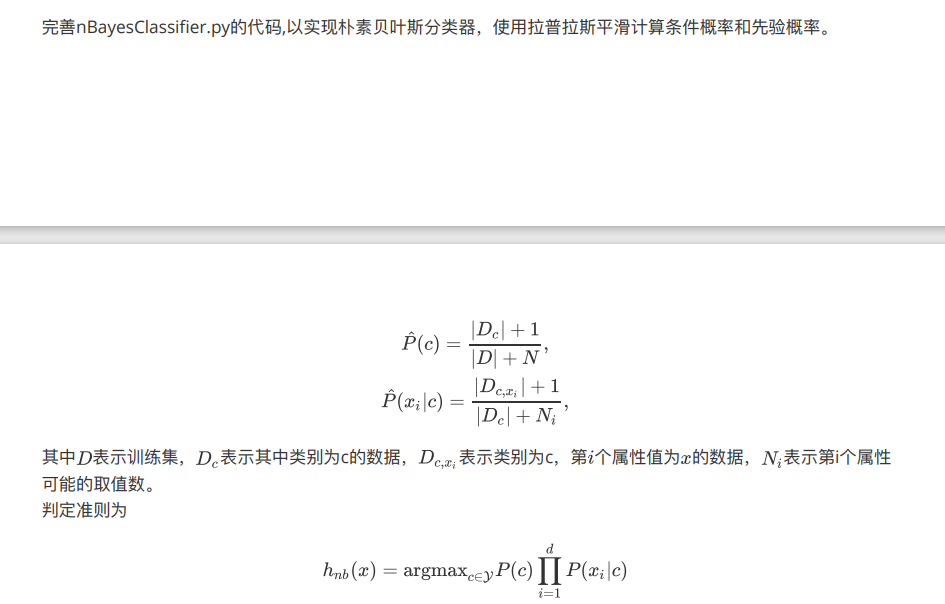 完善nBayesClassifier.py的代码,以实现朴素贝叶斯分类器，使用拉普拉斯平滑计算条件概率和先验概率。
$\hat{P}(c) = \frac{|D_c| + 1}{|D| + N},$
$\hat{P}(x_i|c) = \frac{|D_{c,x_i}| + 1}{|D_c| + N_i},$
其中$D$表示训练集，$D_c$表示其中类别为c的数据，$D_{c,x_i}$表示类别为c，第$i$个属性值为$x$的数据，$N_i$表示第i个属性
可能的取值数。
判定准则为
$h_{nb}(x) = \text{argmax}_{c \in \mathcal{Y}} P(c) \prod_{i=1}^{d} P(x_i|c)$